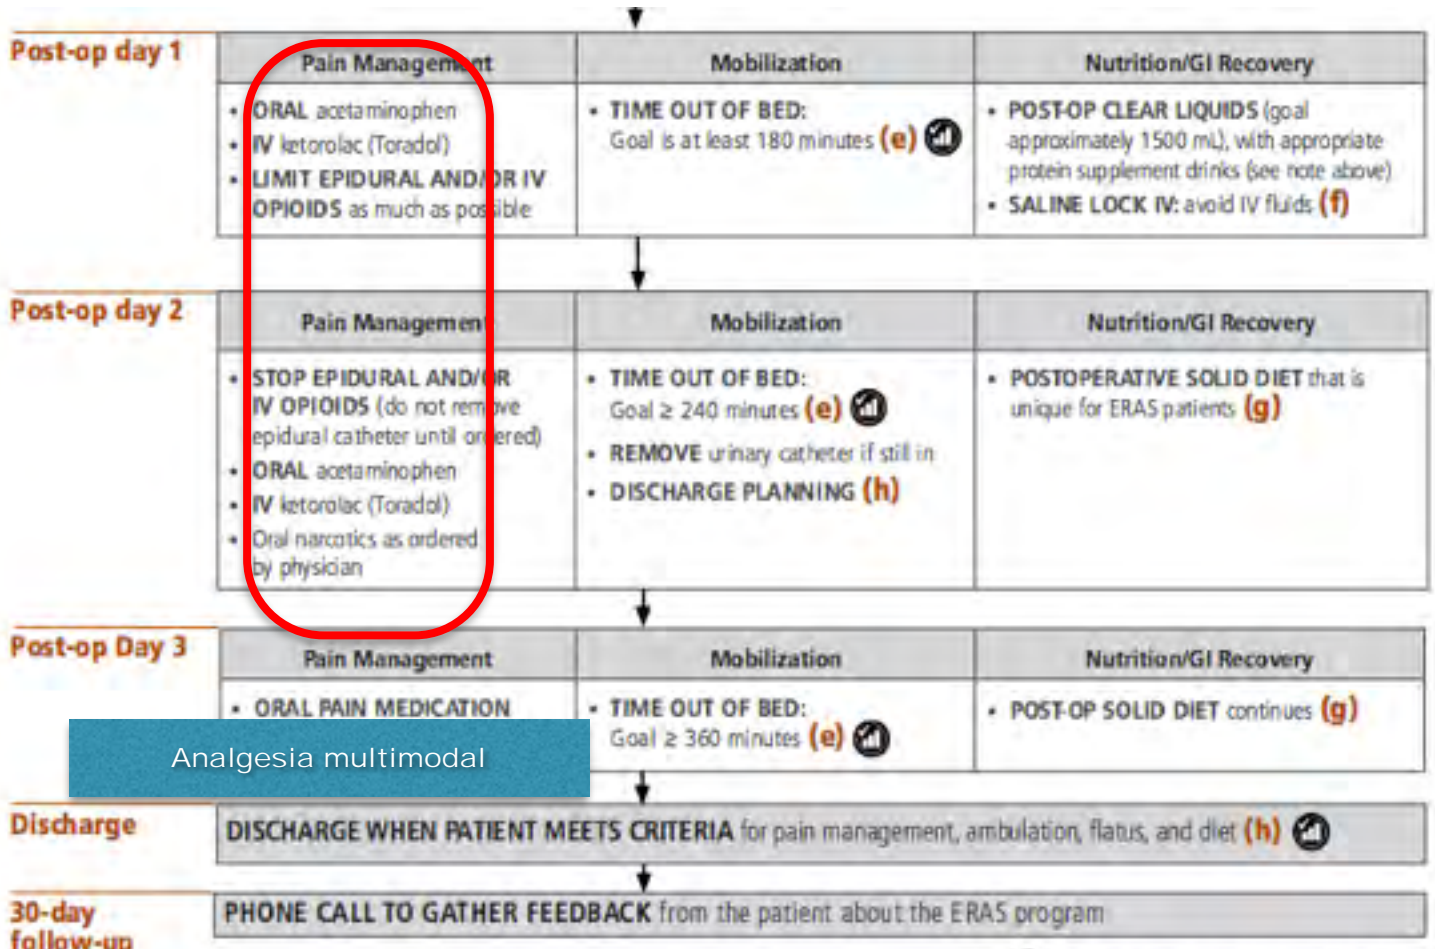 Post-op day 1
Pain Management
• ORAL acetaminophen
• IV ketorolac (Toradol)
• LIMIT EPIDURAL AND/OR IV
OPIOIDS as much as possible
Mobilization
• TIME OUT OF BED:
Goal is at least 180 minutes (e)
Nutrition/GI Recovery
• POST-OP CLEAR LIQUIDS (goal
approximately 1500 mL), with appropriate
protein supplement drinks (see note above)
• SALINE LOCK IV: avoid IV fluids (f)
Post-op day 2
Pain Management
• STOP EPIDURAL AND/OR
IV OPIOIDS (do not remove
epidural catheter until ordered)
• ORAL acetaminophen
• IV ketorolac (Toradol)
• Oral narcotics as ordered
by physician
Mobilization
• TIME OUT OF BED:
Goal ≥ 240 minutes (e)
• REMOVE urinary catheter if still in
• DISCHARGE PLANNING (h)
Nutrition/GI Recovery
• POSTOPERATIVE SOLID DIET that is
unique for ERAS patients (g)
Post-op Day 3
Pain Management
• ORAL PAIN MEDICATION
Analgesia multimodal
Mobilization
• TIME OUT OF BED:
Goal ≥ 360 minutes (e)
Nutrition/GI Recovery
• POST-OP SOLID DIET continues (g)
Discharge
DISCHARGE WHEN PATIENT MEETS CRITERIA for pain management, ambulation, flatus, and diet (h)
30-day
follow-up
PHONE CALL TO GATHER FEEDBACK from the patient about the ERAS program